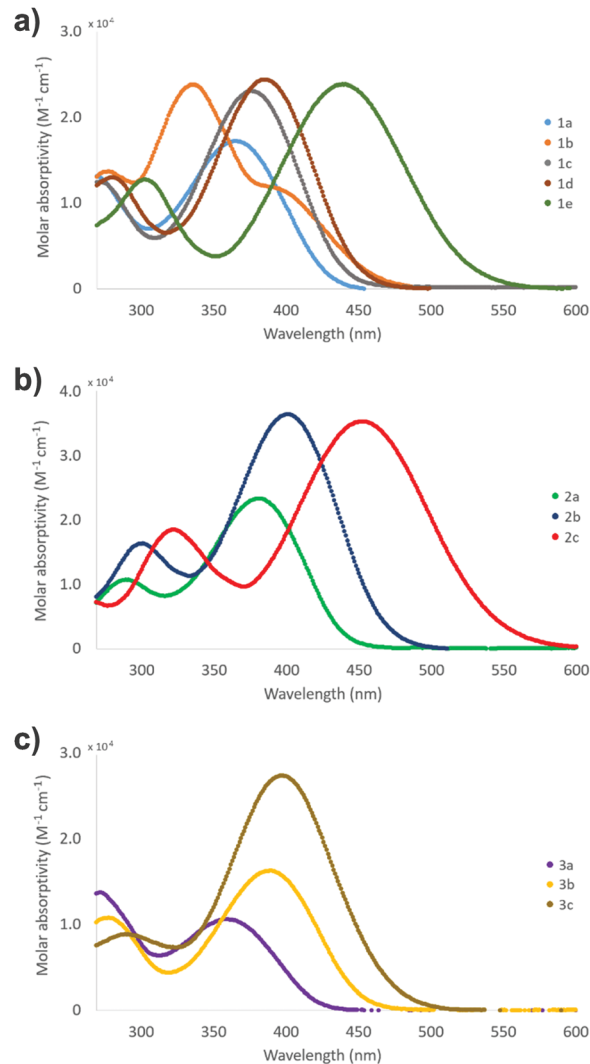 a)
x 10⁴
3.0
2.0
1.0
0
Molar absorptivity (M⁻¹ cm⁻¹)
300 350 400 450 500 550 600
Wavelength (nm)
1a
1b
1c
1d
1e
b)
x 10⁴
4.0
3.0
2.0
1.0
0
Molar absorptivity (M⁻¹ cm⁻¹)
300 350 400 450 500 550 600
Wavelength (nm)
2a
2b
2c
c)
x 10⁴
3.0
2.0
1.0
0
Molar absorptivity (M⁻¹ cm⁻¹)
300 350 400 450 500 550 600
Wavelength (nm)
3a
3b
3c